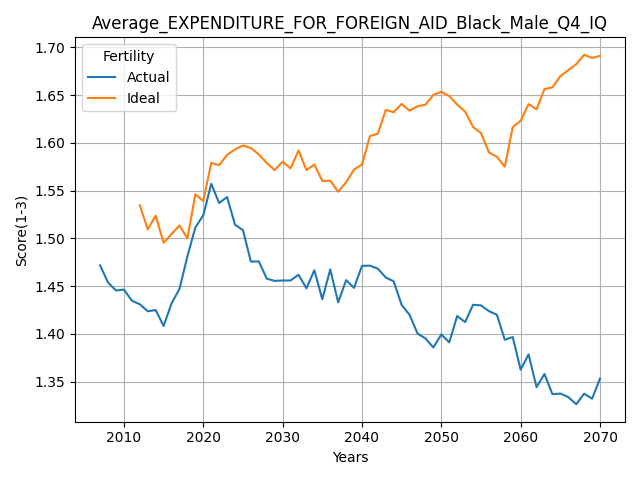 Average_EXPENDITURE_FOR_FOREIGN_AID_Black_Male_Q4_IQ
Fertility
Actual
Ideal
1.70
1.65
1.60
1.55
1.50
1.45
1.40
1.35
Score(1-3)
2010 2020 2030 2040 2050 2060 2070
Years